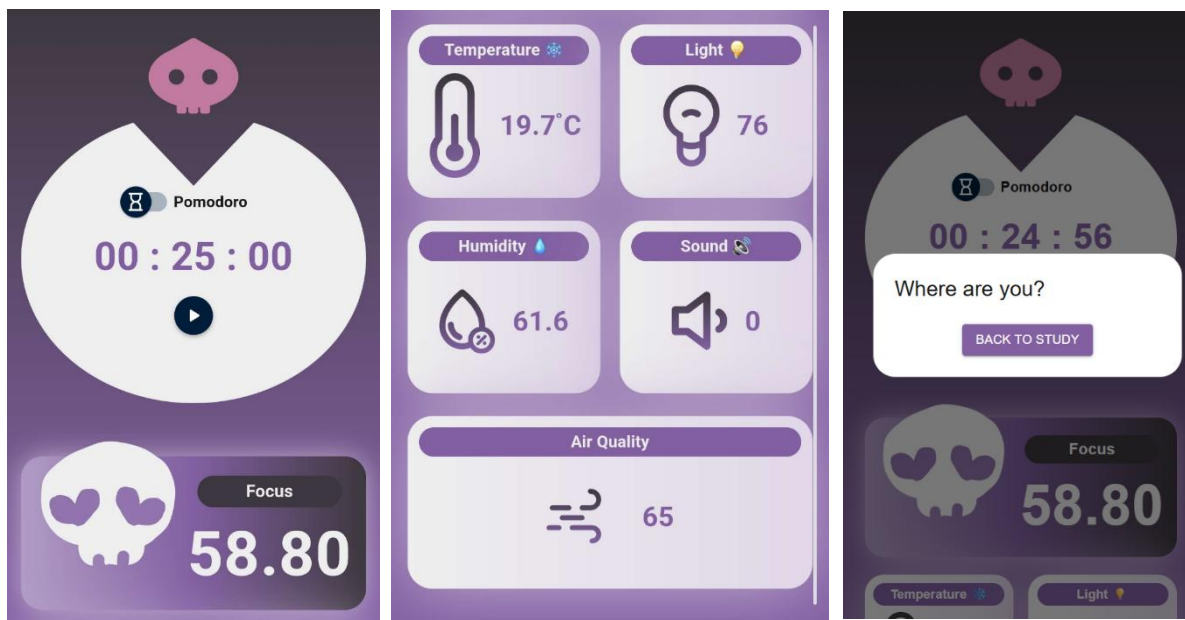 Pomodoro
00 : 25 : 00
Focus
58.80
Temperature ❄️
Light 💡
19.7°C
76
Humidity 💧
Sound 🔊
%
61.6
0
Air Quality
65
Pomodoro
00 : 24 : 56
Where are you?
BACK TO STUDY
Focus
58.80
Temperature ❄️
Light 💡